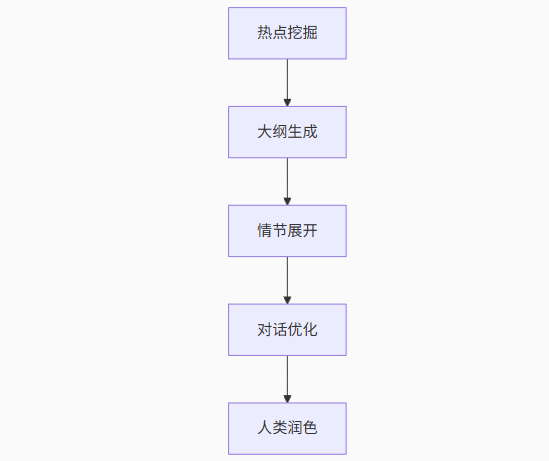 热点挖掘
大纲生成
情节展开
对话优化
人类润色